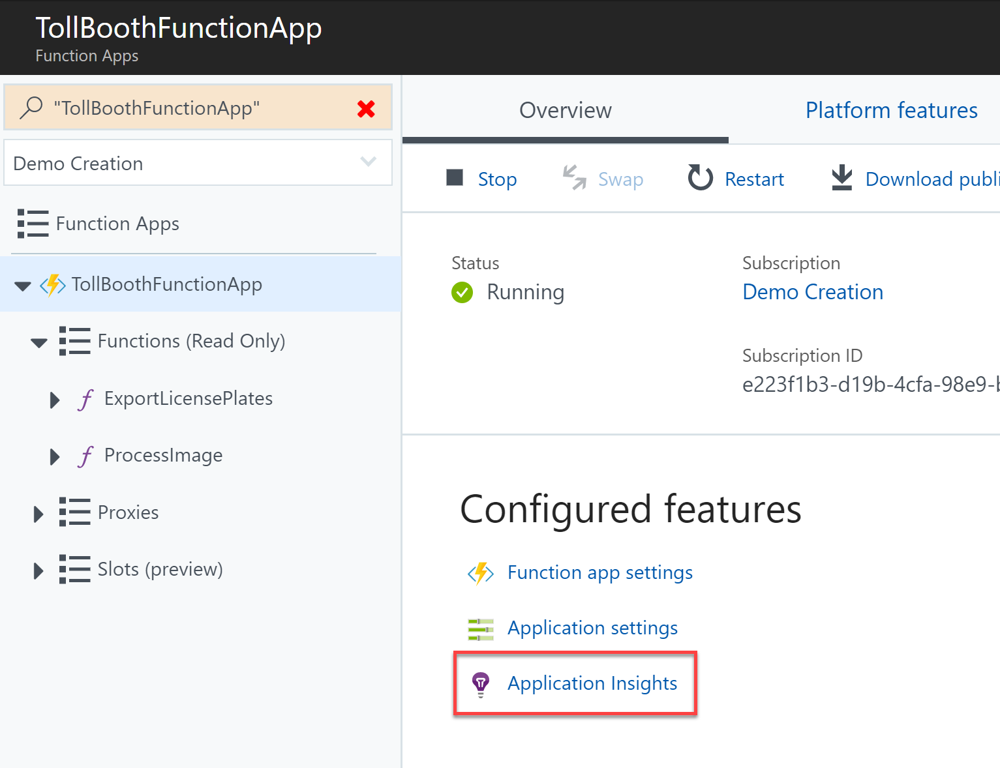 TollBoothFunctionApp
Function Apps
"TollBoothFunctionApp"
Demo Creation
Function Apps
TollBoothFunctionApp
Functions (Read Only)
ExportLicensePlates
ProcessImage
Proxies
Slots (preview)
Overview
Platform features
Stop
Swap
Restart
Download publi
Status
Running
Subscription
Demo Creation
Subscription ID
e223f1b3-d19b-4cfa-98e9-b
Configured features
Function app settings
Application settings
Application Insights